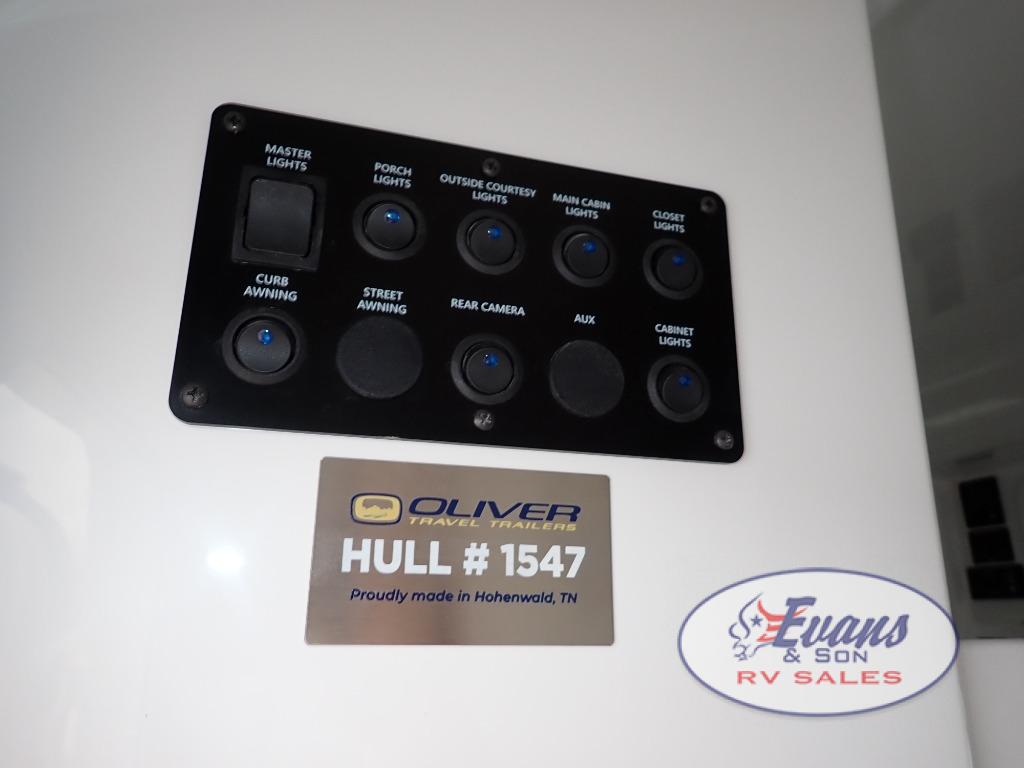 MASTER
LIGHTS
PORCH
LIGHTS
OUTSIDE COURTESY
LIGHTS
MAIN CABIN
LIGHTS
CLOSET
LIGHTS
CURB
AWNING
STREET
AWNING
REAR CAMERA
AUX
CABINET
LIGHTS
OLIVER
TRAVEL TRAILERS
HULL # 1547
Proudly made in Hohenwald, TN
Evans
& SON
RV SALES